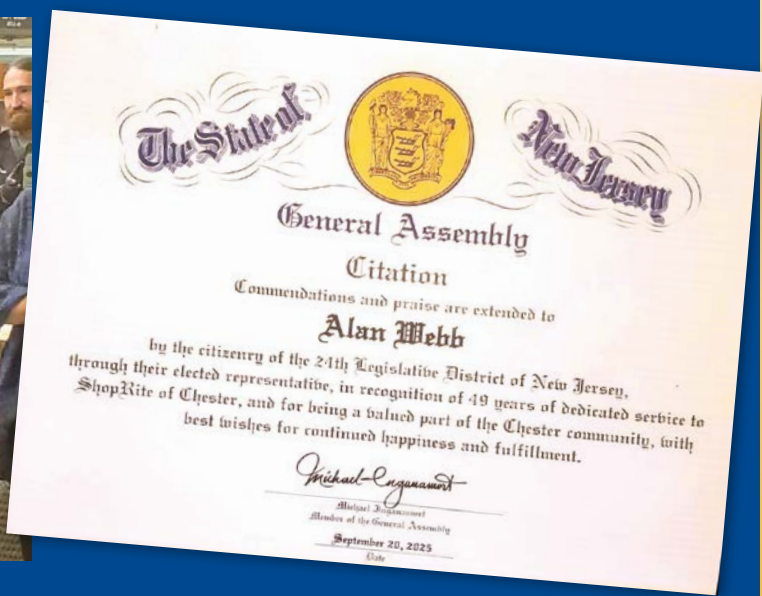 The State of
New Jersey
General Assembly
Citation
Commendations and praise are extended to
Alan Webb
by the citizenry of the 24th Legislative District of New Jersey,
through their elected representative, in recognition of 49 years of dedicated service to
ShopRite of Chester, and for being a valued part of the Chester community, with
best wishes for continued happiness and fulfillment.
Michael Inganamort
Michael Inganamort
Member of the General Assembly
September 20, 2025
Date